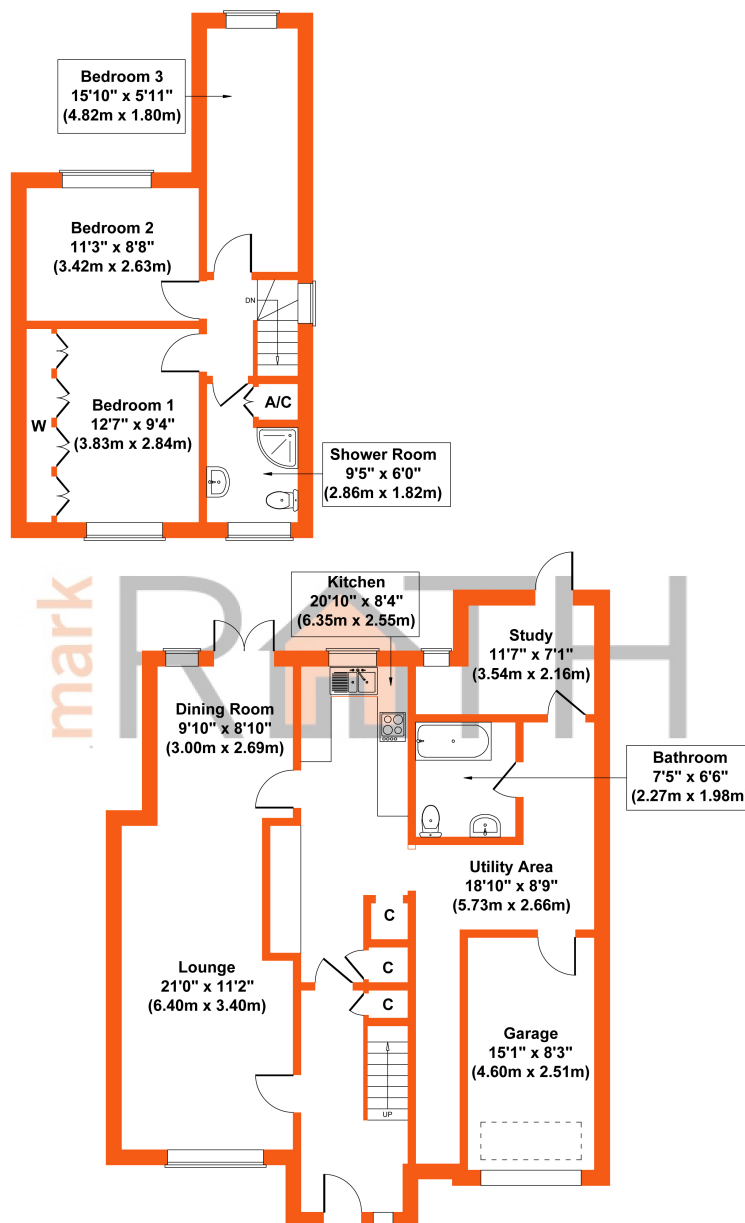 Bedroom 3
15'10" x 5'11"
(4.82m x 1.80m)
Bedroom 2
11'3" x 8'8"
(3.42m x 2.63m)
DN
W
Bedroom 1
12'7" x 9'4"
(3.83m x 2.84m)
A/C
Shower Room
9'5" x 6'0"
(2.86m x 1.82m)
mark
RATH
Kitchen
20'10" x 8'4"
(6.35m x 2.55m)
Study
11'7" x 7'1"
(3.54m x 2.16m)
Dining Room
9'10" x 8'10"
(3.00m x 2.69m)
Bathroom
7'5" x 6'6"
(2.27m x 1.98m
Utility Area
18'10" x 8'9"
(5.73m x 2.66m)
C
C
C
Lounge
21'0" x 11'2"
(6.40m x 3.40m)
Garage
15'1" x 8'3"
(4.60m x 2.51m)
UP